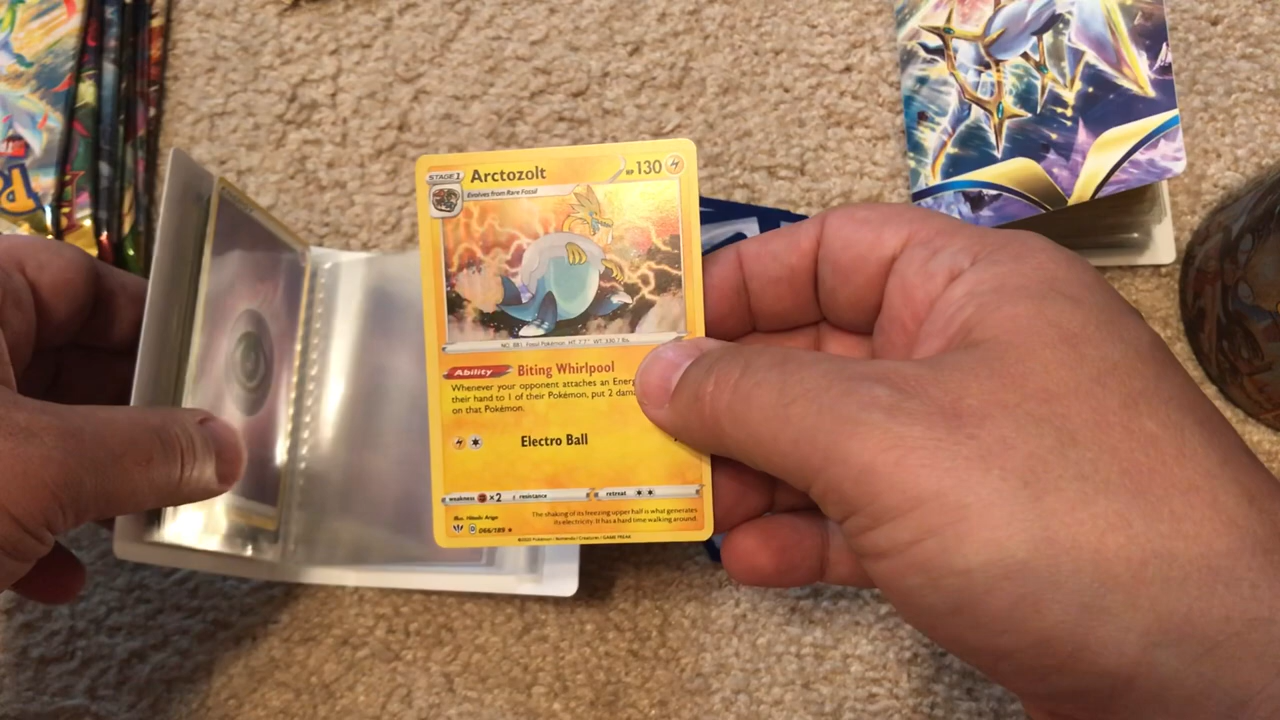 STAGE 1 Arctozolt HP 130
Evolves from Rare Fossil
NO. 881 Fossil Pokémon HT: 7'7" WT: 330.7 lbs.
Ability Biting Whirlpool
Whenever your opponent attaches an Energ
their hand to 1 of their Pokémon, put 2 dama
on that Pokémon.
Electro Ball
weakness ×2 resistance retreat
Illus. Hitoshi Ariga
The shaking of its freezing upper half is what generates
its electricity. It has a hard time walking around.
D 066/189 ★
©2020 Pokémon / Nintendo / Creatures / GAME FREAK